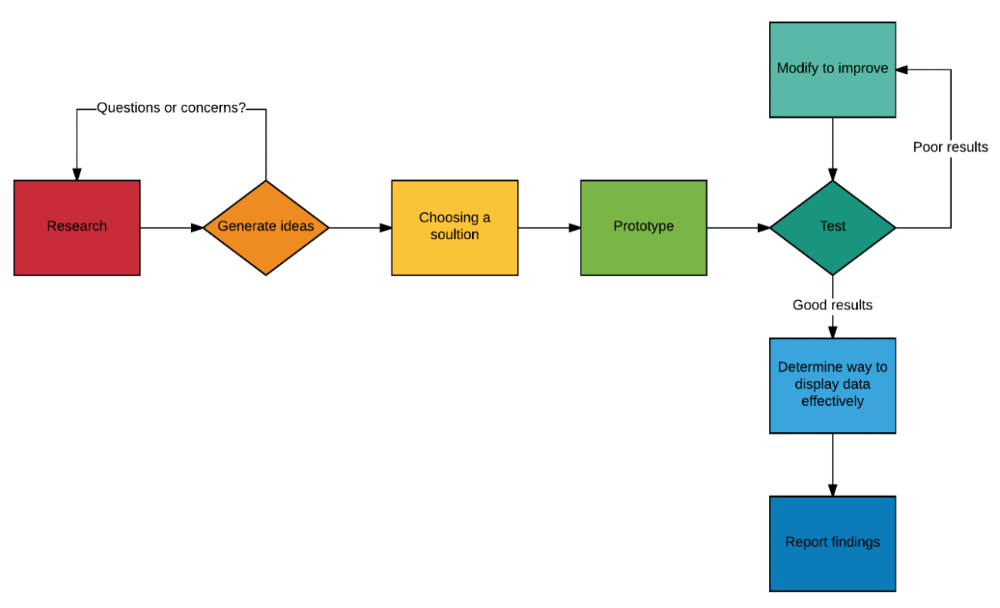 Modify to improve
Questions or concerns?
Poor results
Research
Generate ideas
Choosing a
soultion
Prototype
Test
Good results
Determine way to
display data
effectively
Report findings